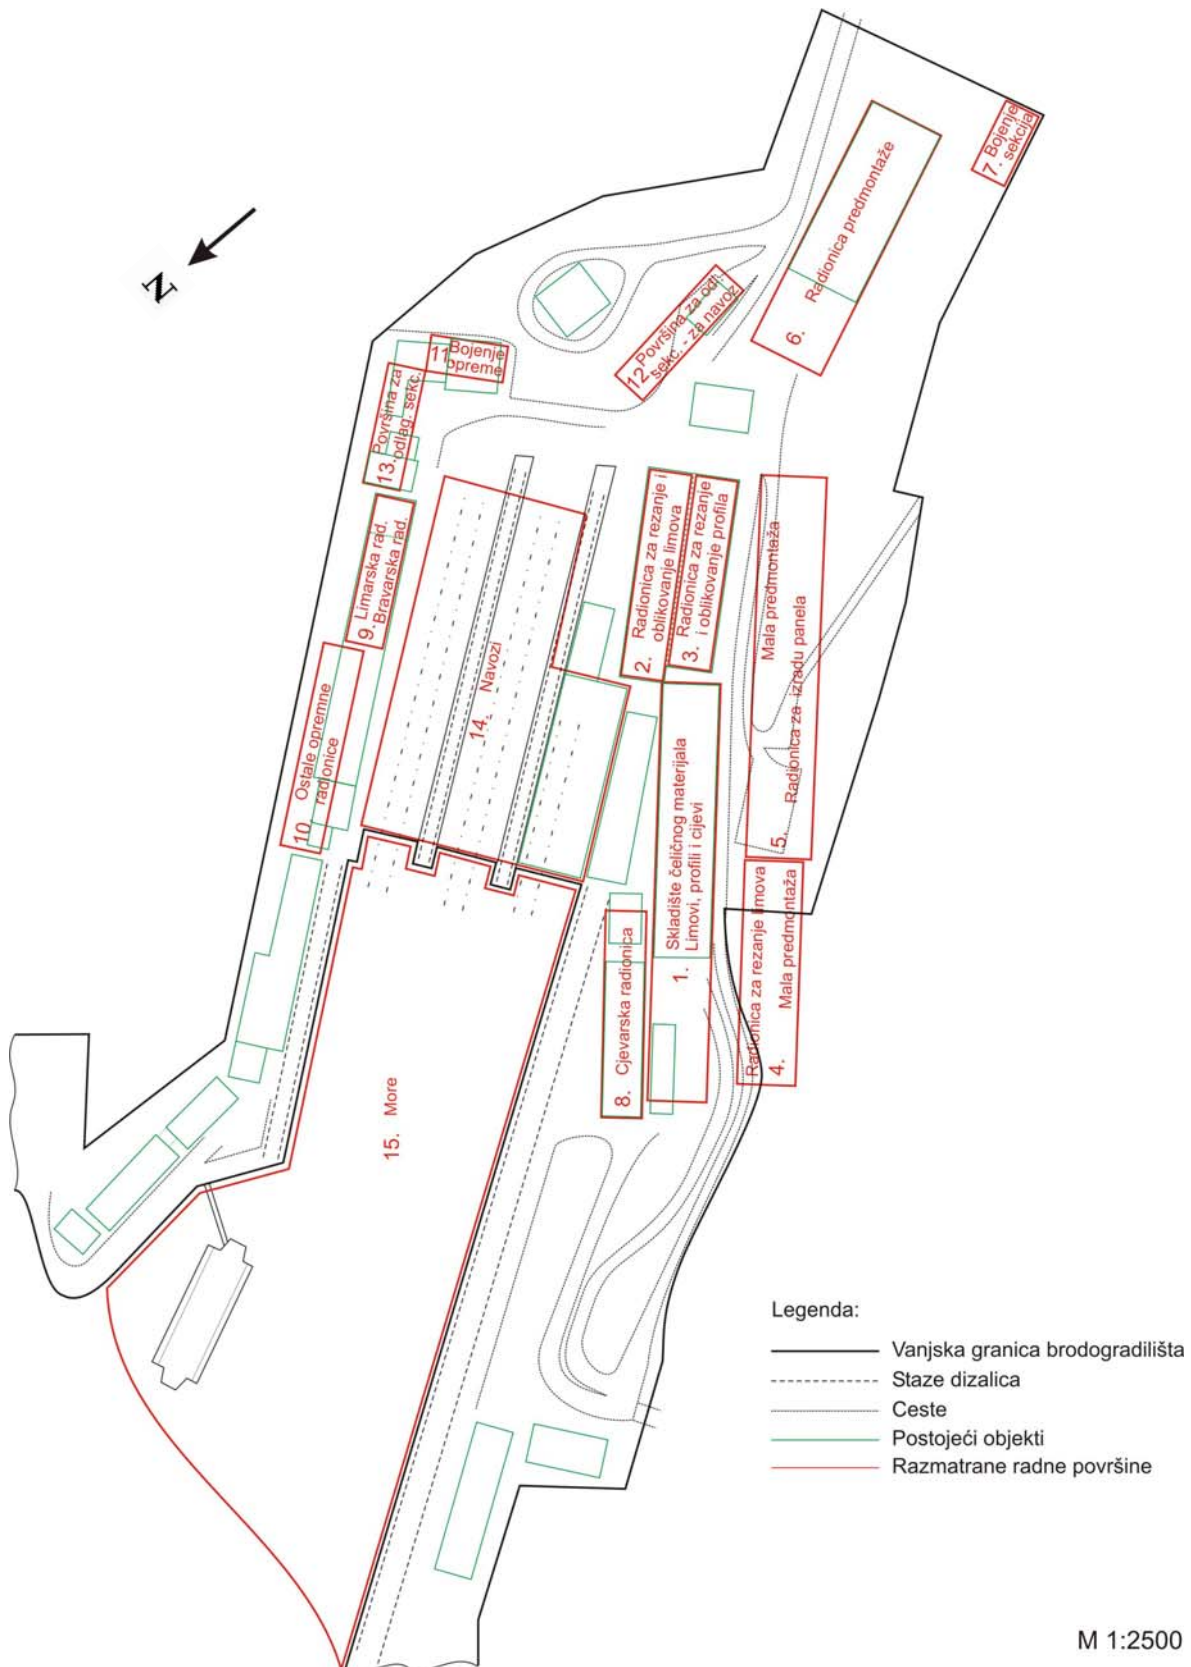 7. Bojenje
sekcija
Radionica predmontaže
6.
N
12.
Površina za odl.
sekc. - za navoz
11.
Bojenje
opreme
13.
Površina za
odlag. sekc.
2.
Radionica za rezanje i
oblikovanje limova
3.
Radionica za rezanje
i oblikovanje profila
9.
Limarska rad.
Bravarska rad.
Mala predmontaža
5. Radionica za izradu panela
14. Navozi
10.
Ostale opremne
radionice
1.
Skladište čeličnog materijala
Limovi, profili i cijevi
Radionica za rezanje limova
4. Mala predmontaža
8. Cjevarska radionica
15. More
Legenda:
Vanjska granica brodogradilišta
Staze dizalica
Ceste
Postojeći objekti
Razmatrane radne površine
M 1:2500